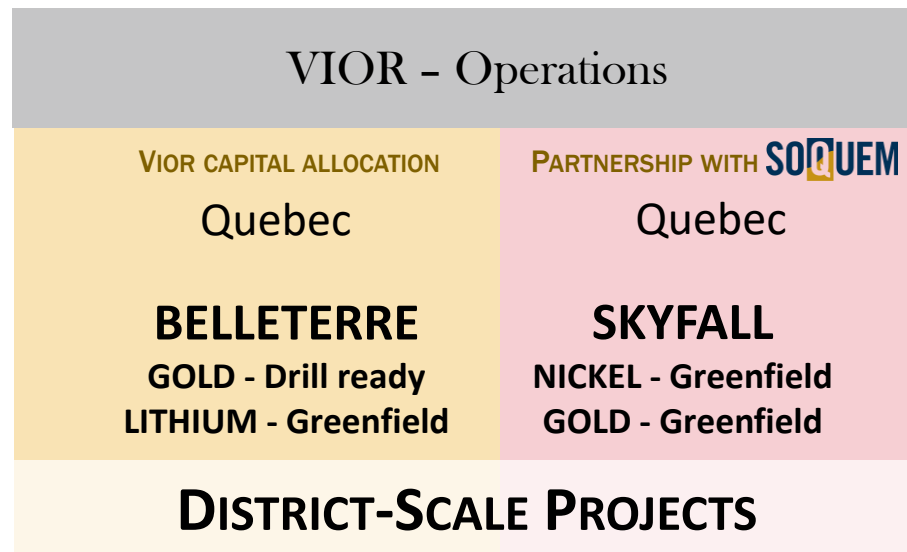 VIOR – Operations
VIOR CAPITAL ALLOCATION
Quebec
BELLETERRE
GOLD - Drill ready
LITHIUM - Greenfield
PARTNERSHIP WITH SOQUEM
Quebec
SKYFALL
NICKEL - Greenfield
GOLD - Greenfield
DISTRICT-SCALE PROJECTS